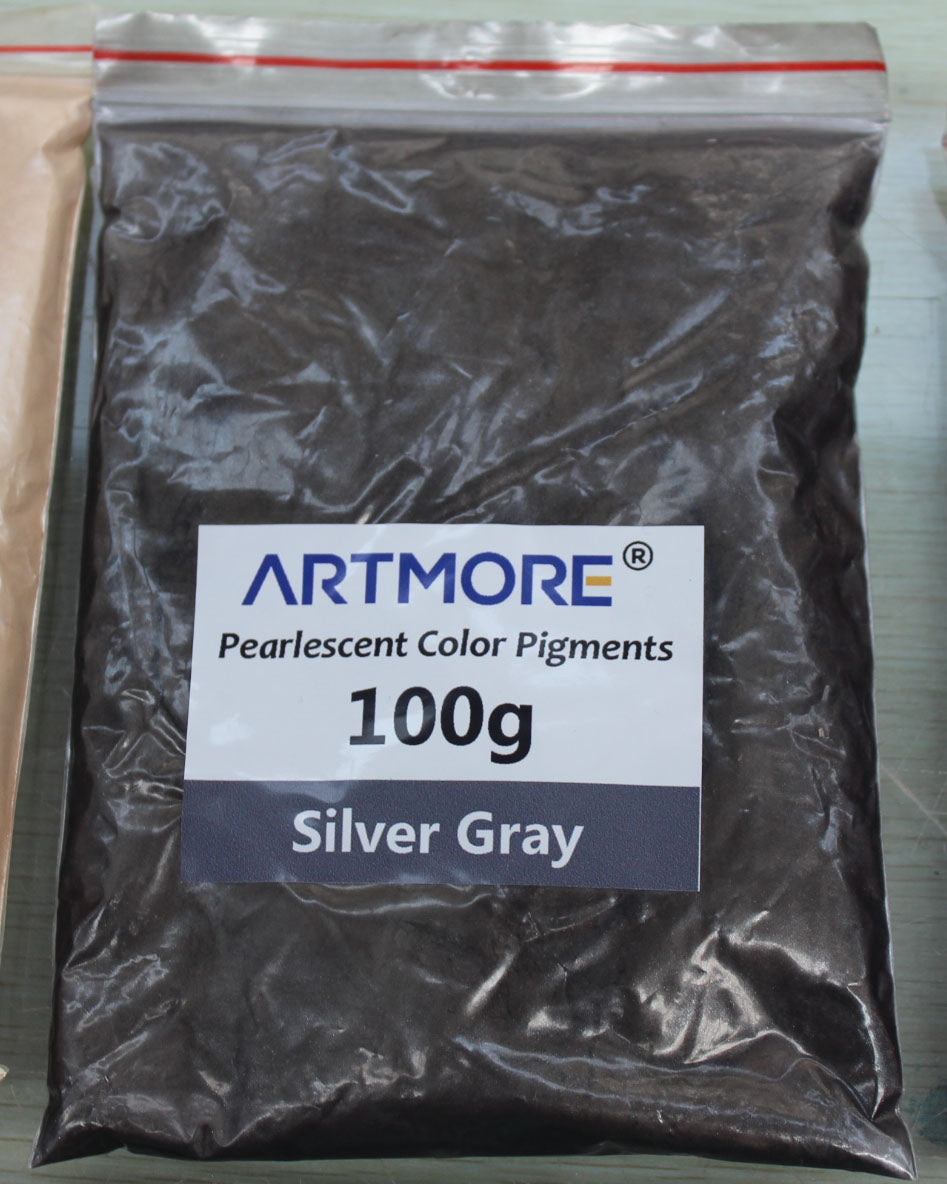 ARTMORE®
Pearlescent Color Pigments
100g
Silver Gray